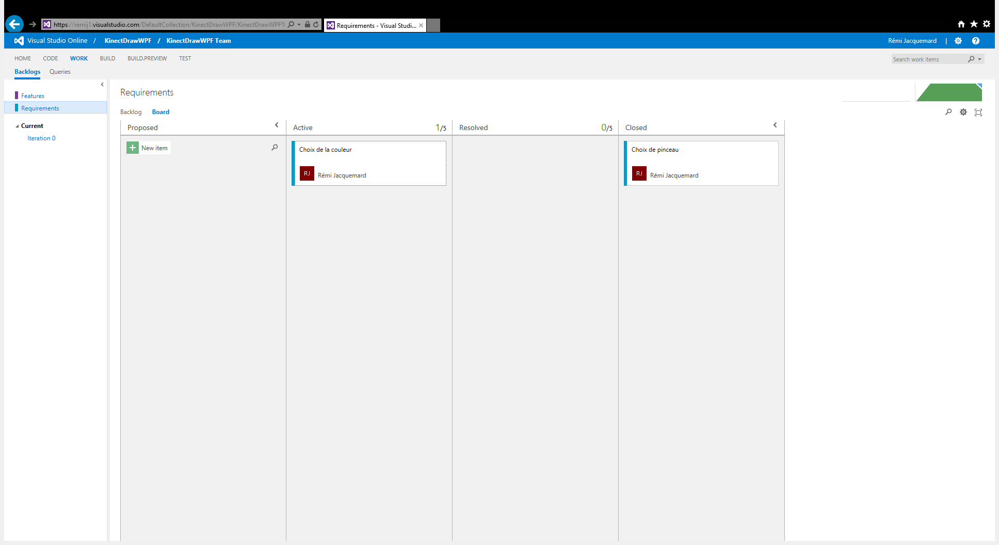 https://remij1.visualstudio.com/DefaultCollection/KinectDrawWPF/KinectDrawWPF%
Requirements - Visual Studi...
Visual Studio Online / KinectDrawWPF / KinectDrawWPF Team
Rémi Jacquemard |
HOME CODE WORK BUILD BUILD.PREVIEW TEST
Search work items
Backlogs Queries
Features
Requirements
Current
Iteration 0
Requirements
Backlog Board
Proposed
Active 1/5
Resolved 0/5
Closed
New item
Choix de la couleur
RJ Rémi Jacquemard
Choix de pinceau
RJ Rémi Jacquemard